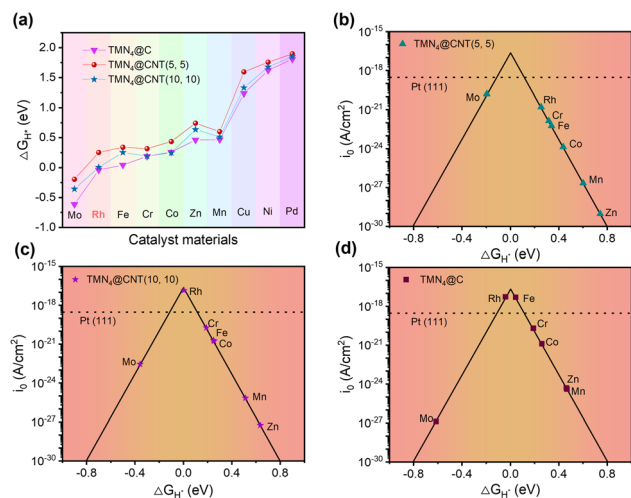 (a)
TMN₄@C
TMN₄@CNT(5, 5)
TMN₄@CNT(10, 10)
△G_H* (eV)
2.0
1.5
1.0
0.5
0.0
-0.5
-1.0
Mo Rh Fe Cr Co Zn Mn Cu Ni Pd
Catalyst materials
(b)
TMN₄@CNT(5, 5)
i₀ (A/cm²)
10⁻¹⁵
10⁻¹⁸
10⁻²¹
10⁻²⁴
10⁻²⁷
10⁻³⁰
Pt (111)
Mo
Rh
Cr
Fe
Co
Mn
Zn
-0.8 -0.4 0.0 0.4 0.8
△G_H* (eV)
(c)
TMN₄@CNT(10, 10)
i₀ (A/cm²)
10⁻¹⁵
10⁻¹⁸
10⁻²¹
10⁻²⁴
10⁻²⁷
10⁻³⁰
Rh
Pt (111)
Cr
Fe
Co
Mo
Mn
Zn
-0.8 -0.4 0.0 0.4 0.8
△G_H* (eV)
(d)
TMN₄@C
i₀ (A/cm²)
10⁻¹⁵
10⁻¹⁸
10⁻²¹
10⁻²⁴
10⁻²⁷
10⁻³⁰
Rh Fe
Pt (111)
Cr
Co
Zn
Mn
Mo
-0.8 -0.4 0.0 0.4 0.8
△G_H* (eV)